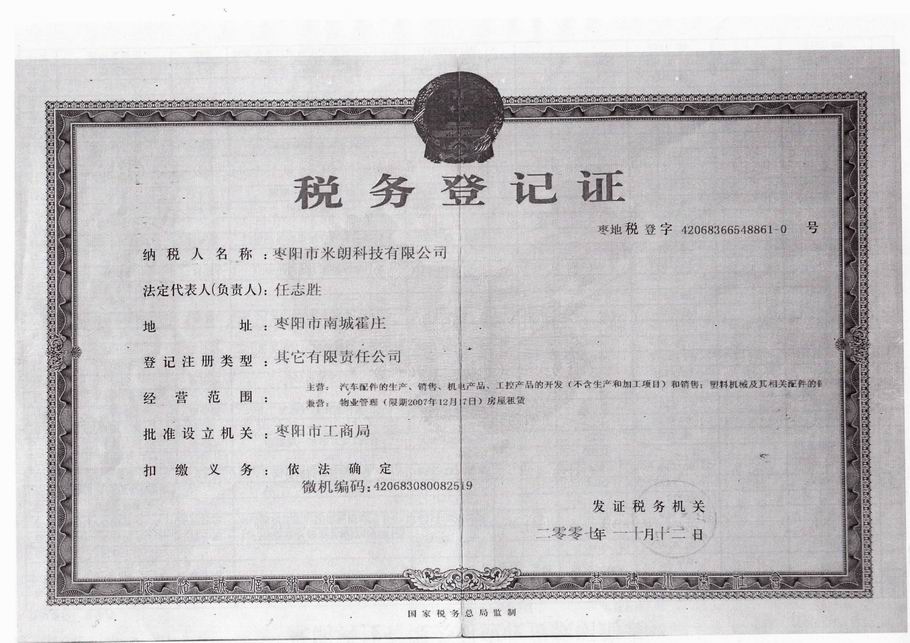 税务登记证
枣地税登字 42068366548861-0 号
纳税人名称:枣阳市米朗科技有限公司
法定代表人(负责人):任志胜
地址:枣阳市南城霍庄
登记注册类型:其它有限责任公司
经营范围:
主营: 汽车配件的生产、销售、机电产品、工控产品的开发(不含生产和加工项目)和销售;塑料机械及其相关配件的
兼营: 物业管理(限期2007年12月17日)房屋租赁
批准设立机关:枣阳市工商局
扣缴义务:依法确定
微机编码:420683080082519
发证税务机关
二零零七年 一十一月十二日
国家税务总局监制